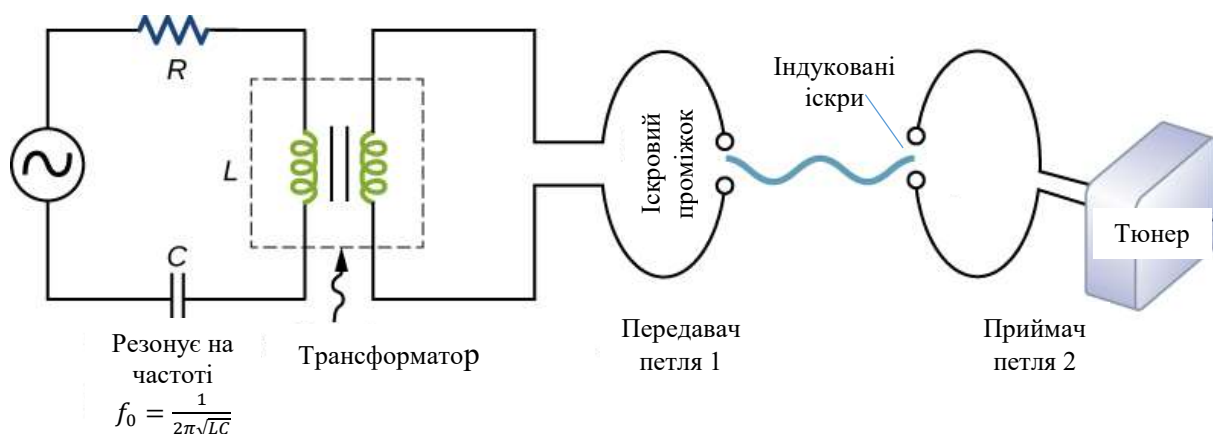 R
L
C
Резонує на
частоті
f₀ = 1 / 2π√LC
Трансформатор
Іскровий
проміжок
Передавач
петля 1
Індуковані
іскри
Приймач
петля 2
Тюнер